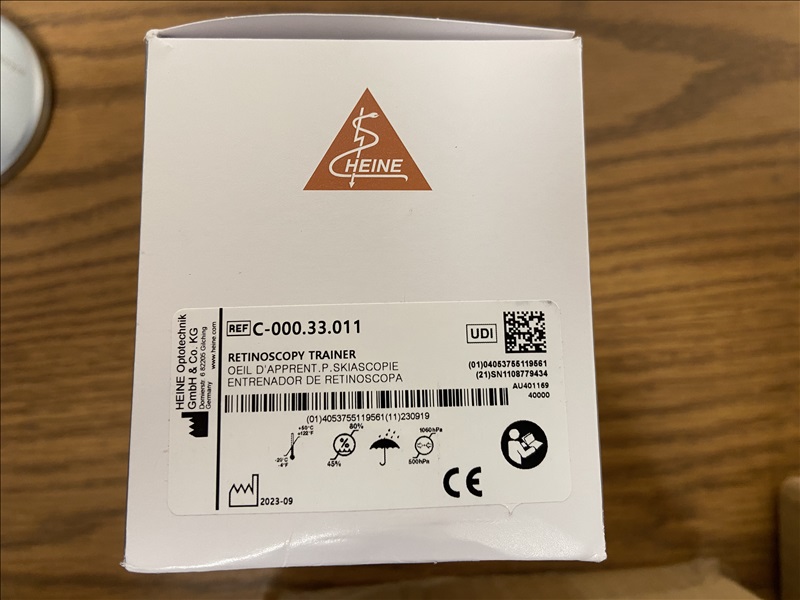 HEINE
HEINE Optotechnik
GmbH & Co. KG
Dornierstr. 6 82205 Gilching
Germany
www.heine.com
REF C-000.33.011
UDI
RETINOSCOPY TRAINER
OEIL D'APPRENT.P.SKIASCOPIE
ENTRENADOR DE RETINOSCOPA
(01)04053755119561
(21)SN1108779434
AU401169
40000
(01)4053755119561(11)230919
+50°C
+122°F
-20°C
-4°F
80%
%
45%
1060hPa
500hPa
2023-09
CE